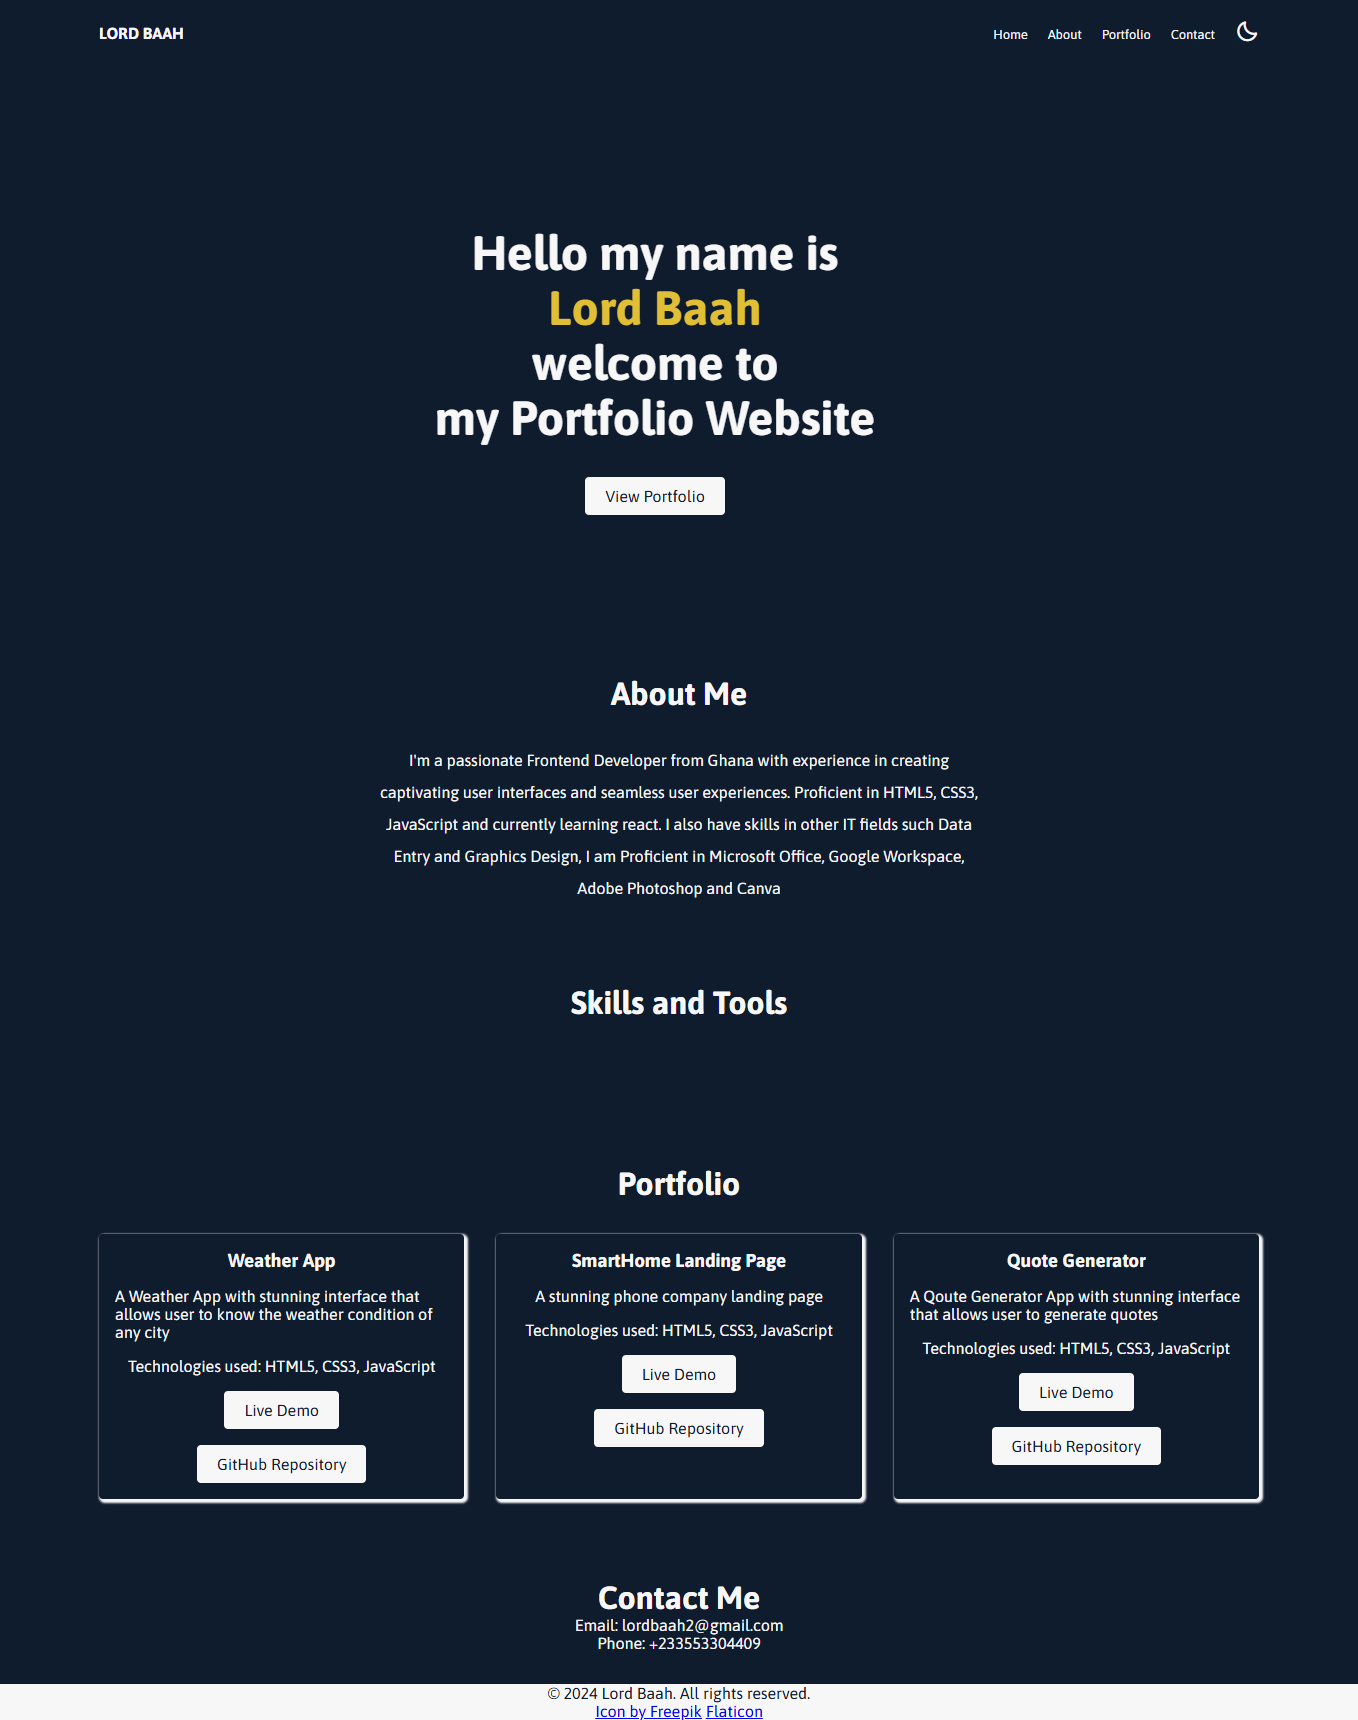 LORD BAAH
Home About Portfolio Contact
Hello my name is
Lord Baah
welcome to
my Portfolio Website
View Portfolio
About Me
I'm a passionate Frontend Developer from Ghana with experience in creating
captivating user interfaces and seamless user experiences. Proficient in HTML5, CSS3,
JavaScript and currently learning react. I also have skills in other IT fields such Data
Entry and Graphics Design, I am Proficient in Microsoft Office, Google Workspace,
Adobe Photoshop and Canva
Skills and Tools
Portfolio
Weather App
A Weather App with stunning interface that
allows user to know the weather condition of
any city
Technologies used: HTML5, CSS3, JavaScript
Live Demo
GitHub Repository
SmartHome Landing Page
A stunning phone company landing page
Technologies used: HTML5, CSS3, JavaScript
Live Demo
GitHub Repository
Quote Generator
A Qoute Generator App with stunning interface
that allows user to generate quotes
Technologies used: HTML5, CSS3, JavaScript
Live Demo
GitHub Repository
Contact Me
Email: lordbaah2@gmail.com
Phone: +233553304409
© 2024 Lord Baah. All rights reserved.
Icon by Freepik Flaticon